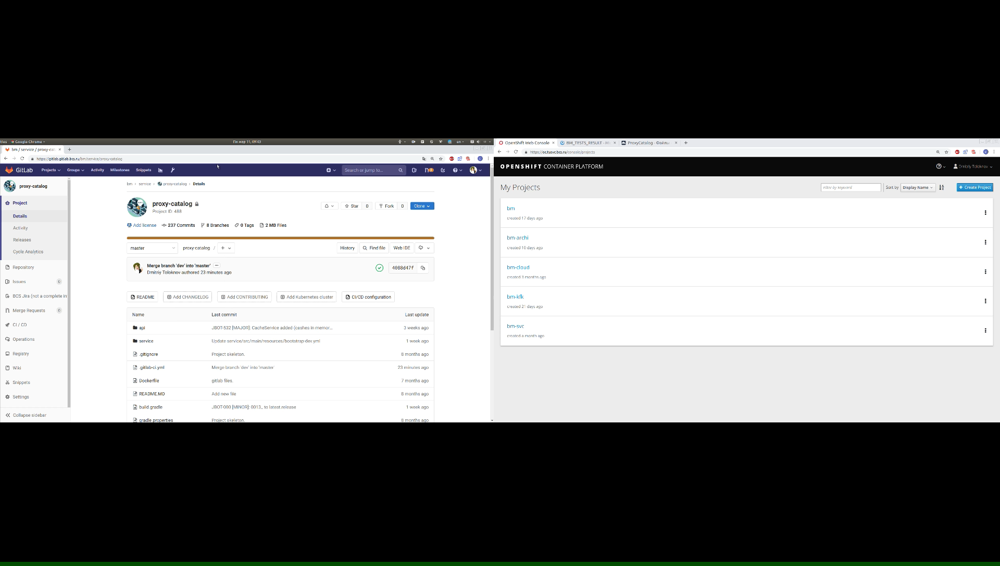 ties Google Chrome Пн мар 11, 09:43 en
bm / service / proxy-cat
https://gitlab.gitlab.bcs.ru/bm/service/proxy-catalog
GitLab Projects Groups Activity Milestones Snippets Search or jump to...
proxy-catalog
Project
Details
Activity
Releases
Cycle Analytics
Repository
Issues 0
BCS Jira (not a complete in
Merge Requests 0
CI / CD
Operations
Registry
Wiki
Snippets
Settings
Collapse sidebar
bm > service > proxy-catalog > Details
proxy-catalog
Project ID: 488
Star 0 Fork 0 Clone
Add license 237 Commits 8 Branches 0 Tags 2 MB Files
master proxy-catalog / + History Find file Web IDE
Merge branch 'dev' into 'master' ...
Dmitriy Toloknov authored 23 minutes ago
4088d47f
README Add CHANGELOG Add CONTRIBUTING Add Kubernetes cluster CI/CD configuration
Name Last commit Last update
api JBOT-532 [MAJOR]: CacheService added (cashes in memor... 3 weeks ago
service Update service/src/main/resources/bootstrap-dev.yml 1 week ago
.gitignore Project skeleton. 8 months ago
.gitlab-ci.yml Merge branch 'dev' into 'master' 23 minutes ago
Dockerfile gitlab files. 7 months ago
README.MD Add new file 8 months ago
build.gradle JBOT-000 [MINOR]: 0013_ to latest.release 1 week ago
gradle.properties Project skeleton. 8 months ago
OpenShift Web Console BM_TESTS_RESULT - Mi ProxyCatalog - Файлы
https://oc.tusvc.bcs.ru/console/projects
OPENSHIFT CONTAINER PLATFORM Dmitriy Toloknov
My Projects Filter by keyword Sort by Display Name + Create Project
bm
created 17 days ago
bm-archi
created 10 days ago
bm-cloud
created 3 months ago
bm-kfk
created 21 days ago
bm-svc
created a month ago